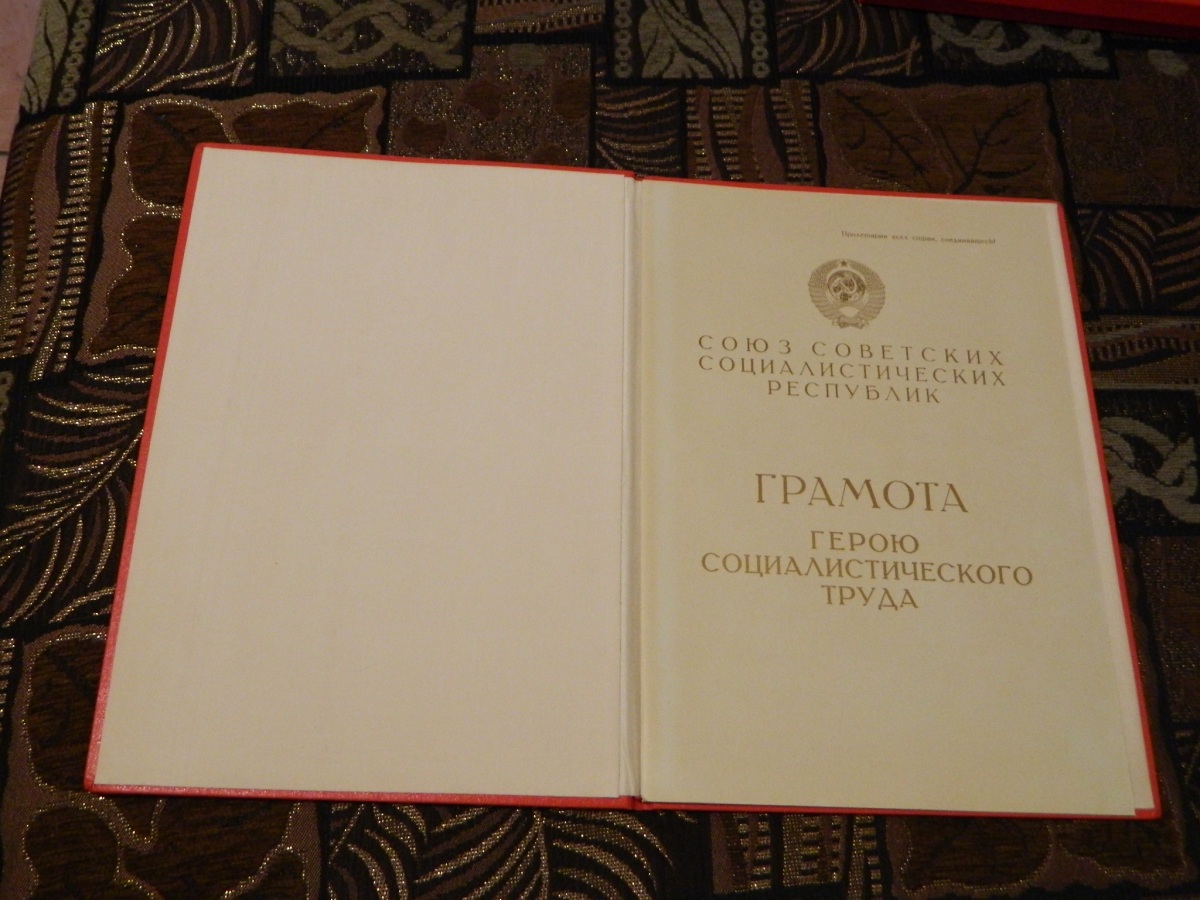 Пролетарии всех стран, соединяйтесь!
СОЮЗ СОВЕТСКИХ
СОЦИАЛИСТИЧЕСКИХ
РЕСПУБЛИК
ГРАМОТА
ГЕРОЮ
СОЦИАЛИСТИЧЕСКОГО
ТРУДА